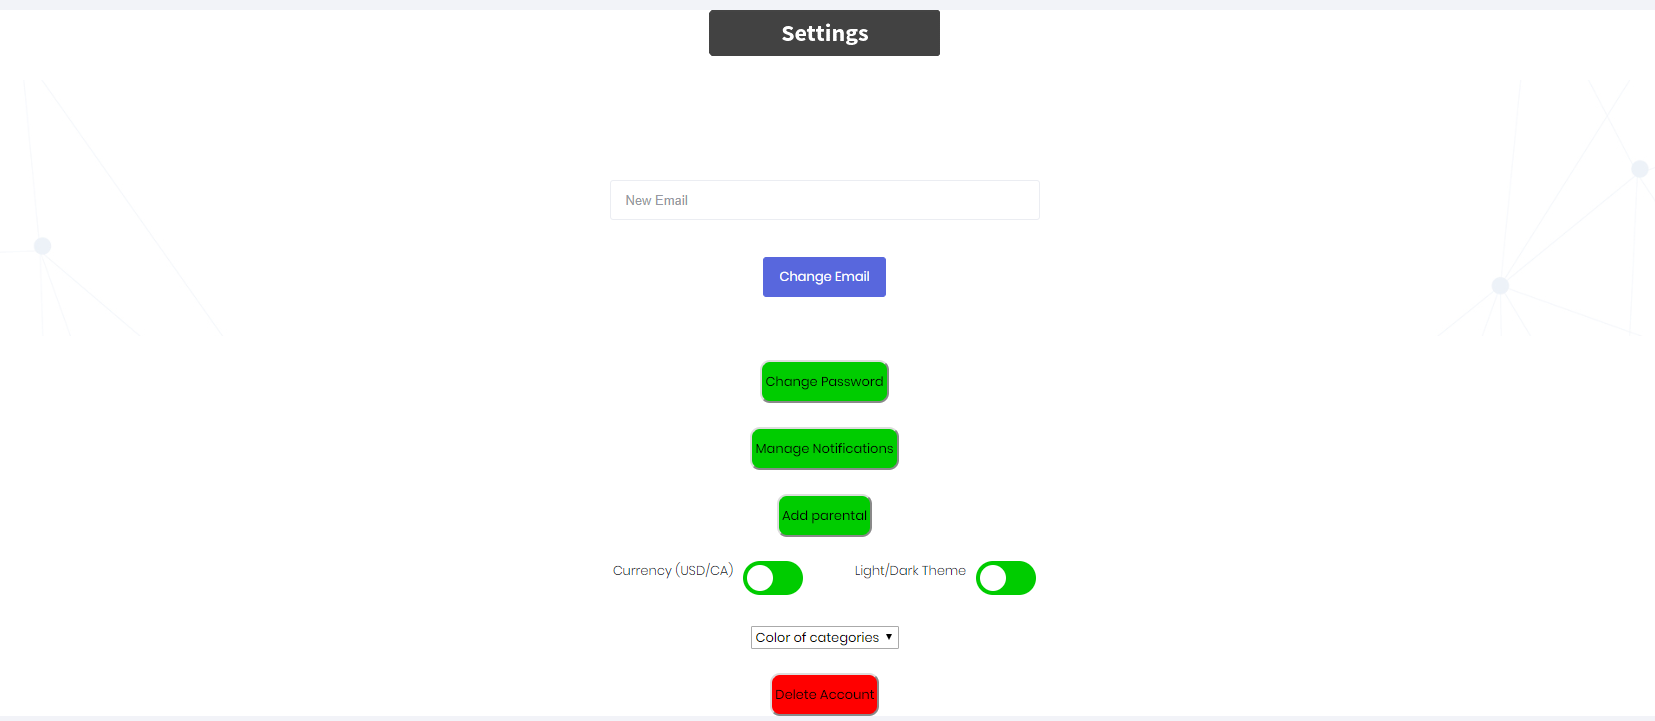 Settings
New Email
Change Email
Change Password
Manage Notifications
Add parental
Currency (USD/CA) Light/Dark Theme
Color of categories
Delete Account